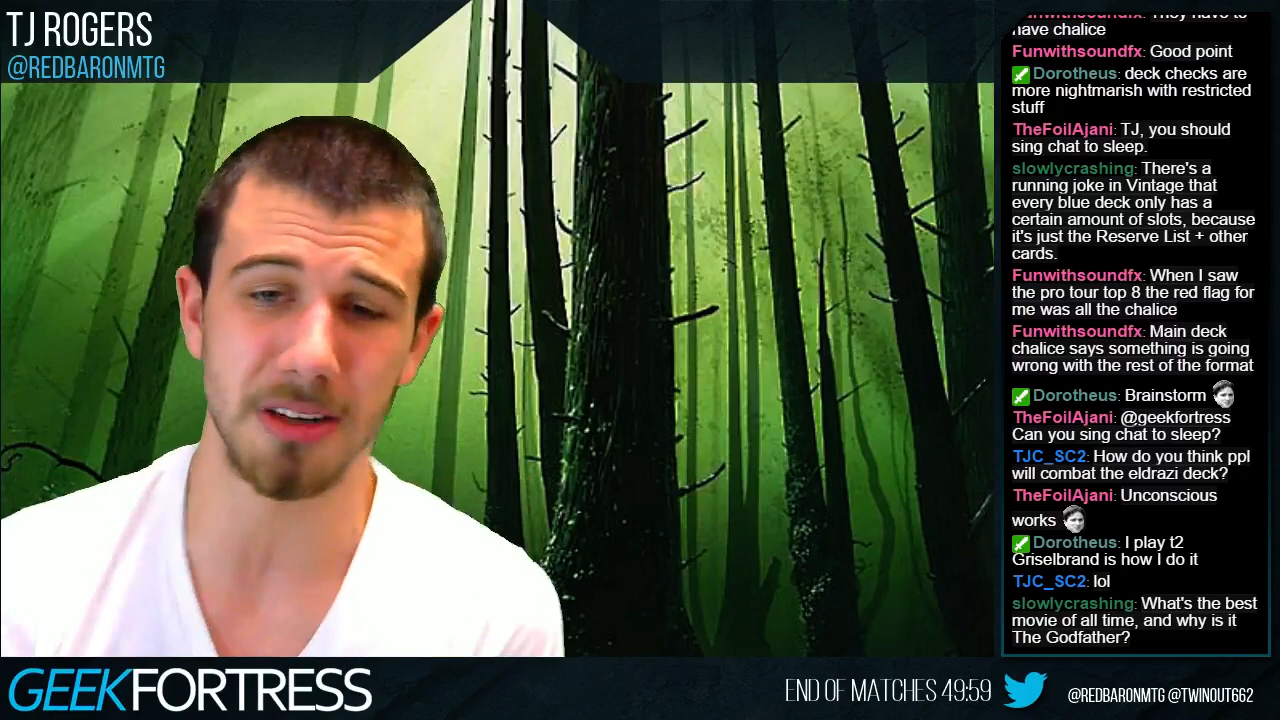 TJ ROGERS
@REDBARONMTG
Funwithsoundfx: They have to
have chalice
Funwithsoundfx: Good point
Dorotheus: deck checks are
more nightmarish with restricted
stuff
TheFoilAjani: TJ, you should
sing chat to sleep.
slowlycrashing: There's a
running joke in Vintage that
every blue deck only has a
certain amount of slots, because
it's just the Reserve List + other
cards.
Funwithsoundfx: When I saw
the pro tour top 8 the red flag for
me was all the chalice
Funwithsoundfx: Main deck
chalice says something is going
wrong with the rest of the format
Dorotheus: Brainstorm
TheFoilAjani: @geekfortress
Can you sing chat to sleep?
TJC_SC2: How do you think ppl
will combat the eldrazi deck?
TheFoilAjani: Unconscious
works
Dorotheus: I play t2
Griselbrand is how I do it
TJC_SC2: lol
slowlycrashing: What's the best
movie of all time, and why is it
The Godfather?
GEEKFORTRESS
END OF MATCHES 49:59
@REDBARONMTG @TWINOUT662